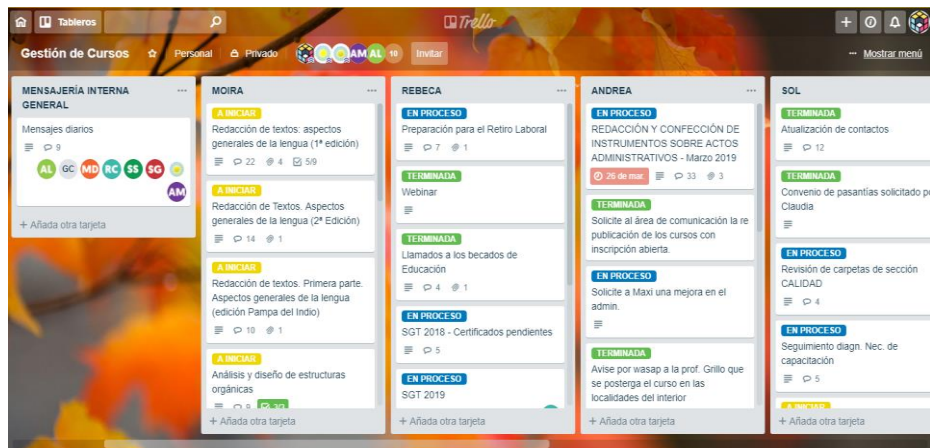 Tableros
Trello
Gestión de Cursos
Personal
Privado
AM
AL
10
Invitar
··· Mostrar menú
MENSAJERÍA INTERNA
GENERAL
Mensajes diarios
9
AL GC MD RC SS SG
AM
+ Añada otra tarjeta
MOIRA
A INICIAR
Redacción de textos: aspectos
generales de la lengua (1ª edición)
22 4 5/9
A INICIAR
Redacción de Textos. Aspectos
generales de la lengua (2ª Edición)
14 1
A INICIAR
Redacción de textos. Primera parte.
Aspectos generales de la lengua
(edición Pampa del Indio)
10 1
A INICIAR
Análisis y diseño de estructuras
orgánicas
+ Añada otra tarjeta
REBECA
EN PROCESO
Preparación para el Retiro Laboral
7 1
TERMINADA
Webinar
TERMINADA
Llamados a los becados de
Educación
4 1
EN PROCESO
SGT 2018 - Certificados pendientes
5
EN PROCESO
SGT 2019
+ Añada otra tarjeta
ANDREA
EN PROCESO
REDACCIÓN Y CONFECCIÓN DE
INSTRUMENTOS SOBRE ACTOS
ADMINISTRATIVOS - Marzo 2019
26 de mar. 33 3
TERMINADA
Solicite al área de comunicación la re
publicación de los cursos con
inscripción abierta.
EN PROCESO
Solicite a Maxi una mejora en el
admin.
TERMINADA
Avise por wasap a la prof. Grillo que
se posterga el curso en las
localidades del interior
+ Añada otra tarjeta
SOL
TERMINADA
Atualización de contactos
12
TERMINADA
Convenio de pasantías solicitado po
Claudia
EN PROCESO
Revisión de carpetas de sección
CALIDAD
4
EN PROCESO
Seguimiento diagn. Nec. de
capacitación
5
A INICIAR
+ Añada otra tarjeta